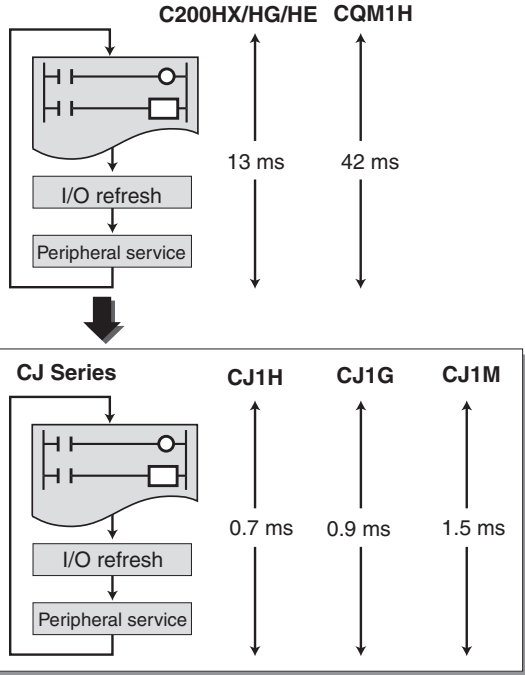 C200HX/HG/HE CQM1H
13 ms 42 ms
I/O refresh
Peripheral service
CJ Series CJ1H CJ1G CJ1M
0.7 ms 0.9 ms 1.5 ms
I/O refresh
Peripheral service